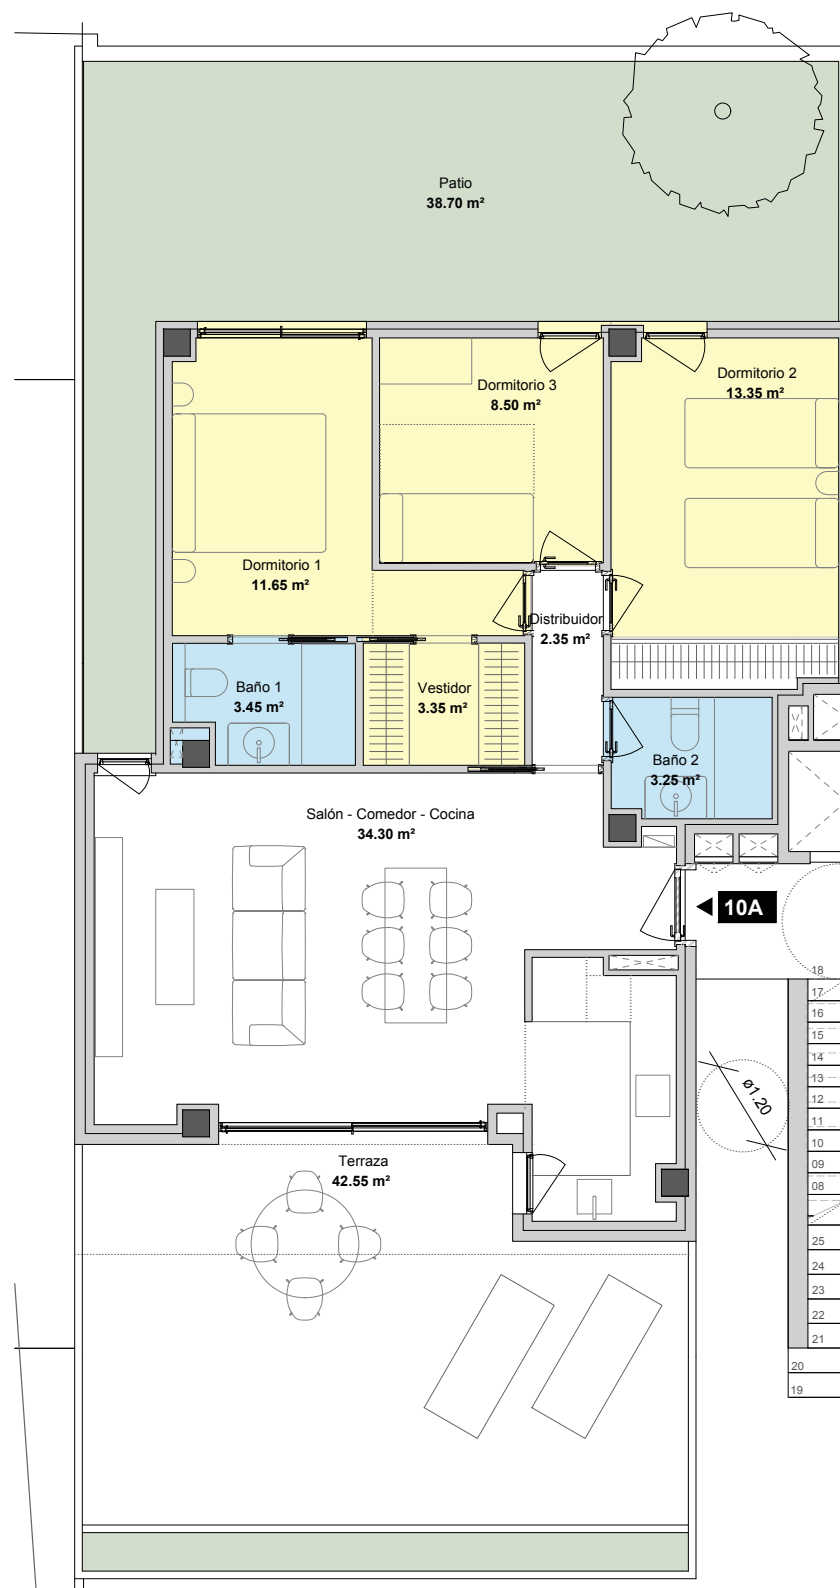 Patio
38.70 m²
Dormitorio 3
8.50 m²
Dormitorio 2
13.35 m²
Dormitorio 1
11.65 m²
Distribuidor
2.35 m²
Baño 1
3.45 m²
Vestidor
3.35 m²
Baño 2
3.25 m²
Salón - Comedor - Cocina
34.30 m²
10A
18
17
16
15
14
13
12
11
10
09
08
ø1.20
Terraza
42.55 m²
25
24
23
22
21
20
19